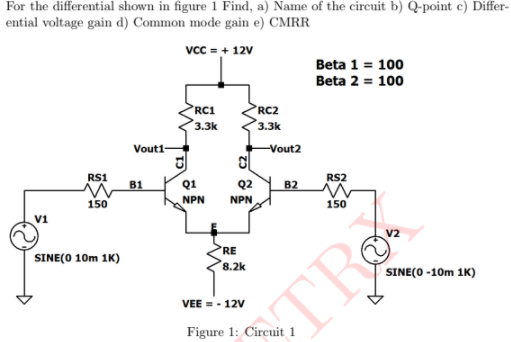 For the differential shown in figure 1 Find, a) Name of the circuit b) Q-point c) Differ-
ential voltage gain d) Common mode gain e) CMRR
VCC = + 12V
Beta 1 = 100
Beta 2 = 100
RC1
3.3k
RC2
3.3k
Vout1
Vout2
C1
C2
RS1
150
B1
Q1
NPN
Q2
NPN
B2
RS2
150
V1
SINE(0 10m 1K)
E
RE
8.2k
V2
SINE(0 -10m 1K)
VEE = - 12V
Figure 1: Circuit 1